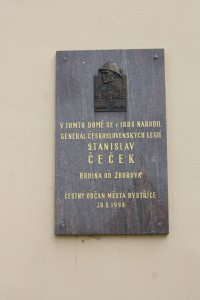 V TOMTO DOMĚ SE r. 1886 NARODIL
GENERÁL ČESKOSLOVENSKÝCH LEGIÍ
STANISLAV
ČEČEK
HRDINA OD ZBOROVA
ČESTNÝ OBČAN MĚSTA BYSTŘICE
28.X.1998